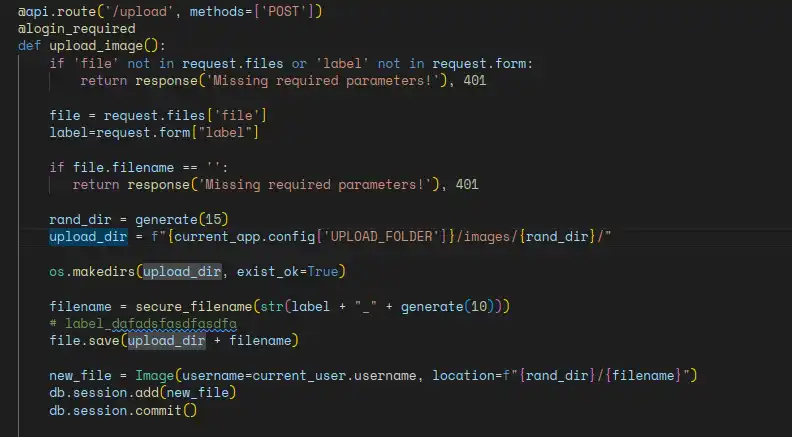 @api.route('/upload', methods=['POST'])
@login_required
def upload_image():
    if 'file' not in request.files or 'label' not in request.form:
        return response('Missing required parameters!'), 401
    file = request.files['file']
    label=request.form["label"]
    if file.filename == '':
       return response('Missing required parameters!'), 401
    rand_dir = generate(15)
    upload_dir = f"{current_app.config['UPLOAD_FOLDER']}/images/{rand_dir}/"
    os.makedirs(upload_dir, exist_ok=True)
    filename = secure_filename(str(label + "_" + generate(10)))
    # label_dafadsfasdfasdfa
    file.save(upload_dir + filename)
    new_file = Image(username=current_user.username, location=f"{rand_dir}/{filename}")
    db.session.add(new_file)
    db.session.commit()